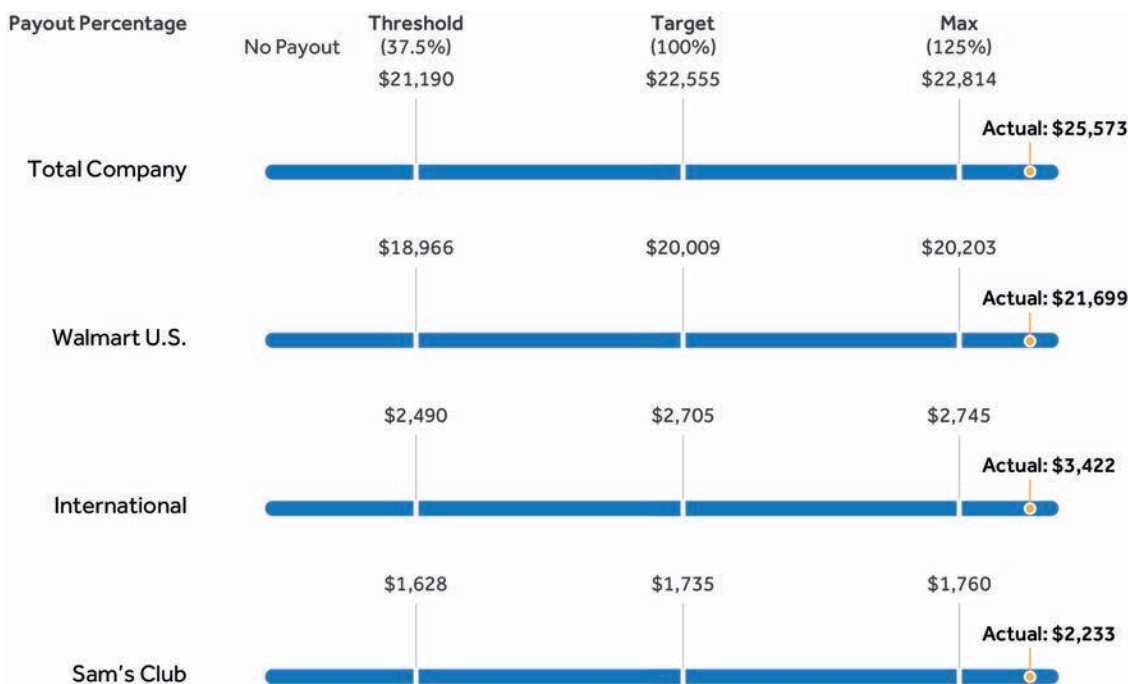 Payout Percentage Threshold Target Max
No Payout (37.5%) (100%) (125%)
$21,190 $22,555 $22,814
Actual: $25,573
Total Company
$18,966 $20,009 $20,203
Actual: $21,699
Walmart U.S.
$2,490 $2,705 $2,745
Actual: $3,422
International
$1,628 $1,735 $1,760
Actual: $2,233
Sam's Club